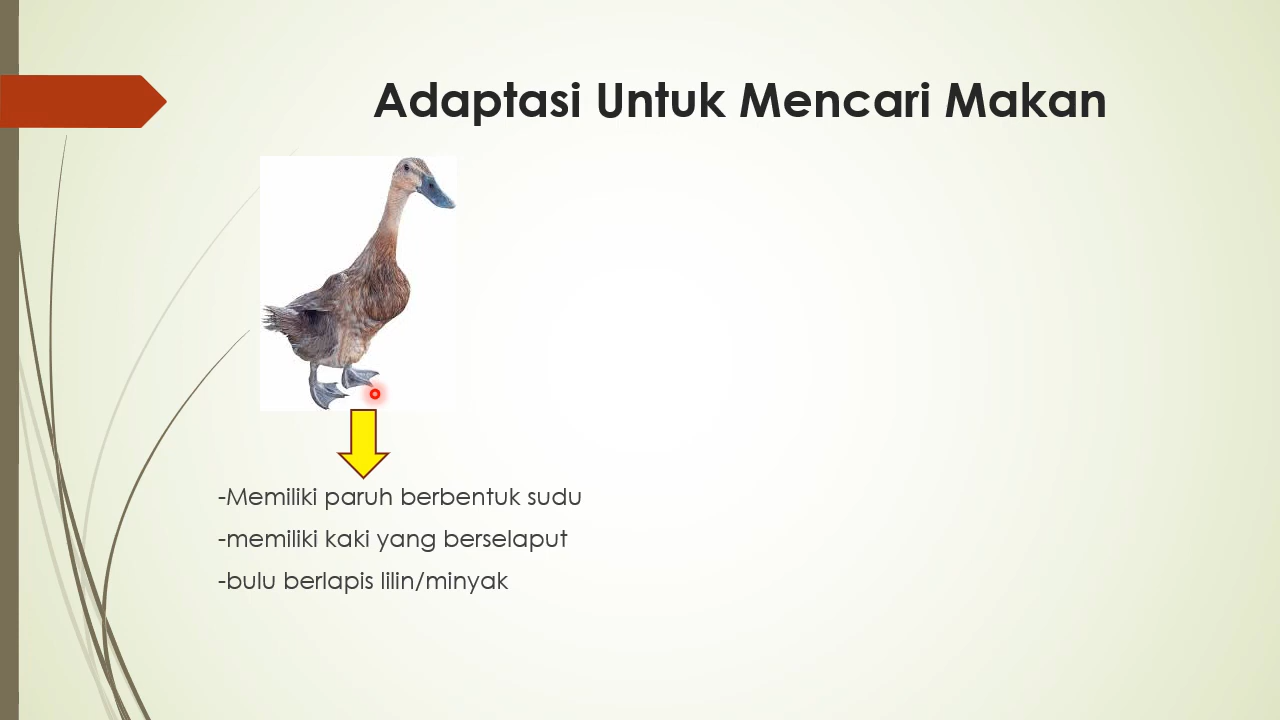 Adaptasi Untuk Mencari Makan
-Memiliki paruh berbentuk sudu
-memiliki kaki yang berselaput
-bulu berlapis lilin/minyak